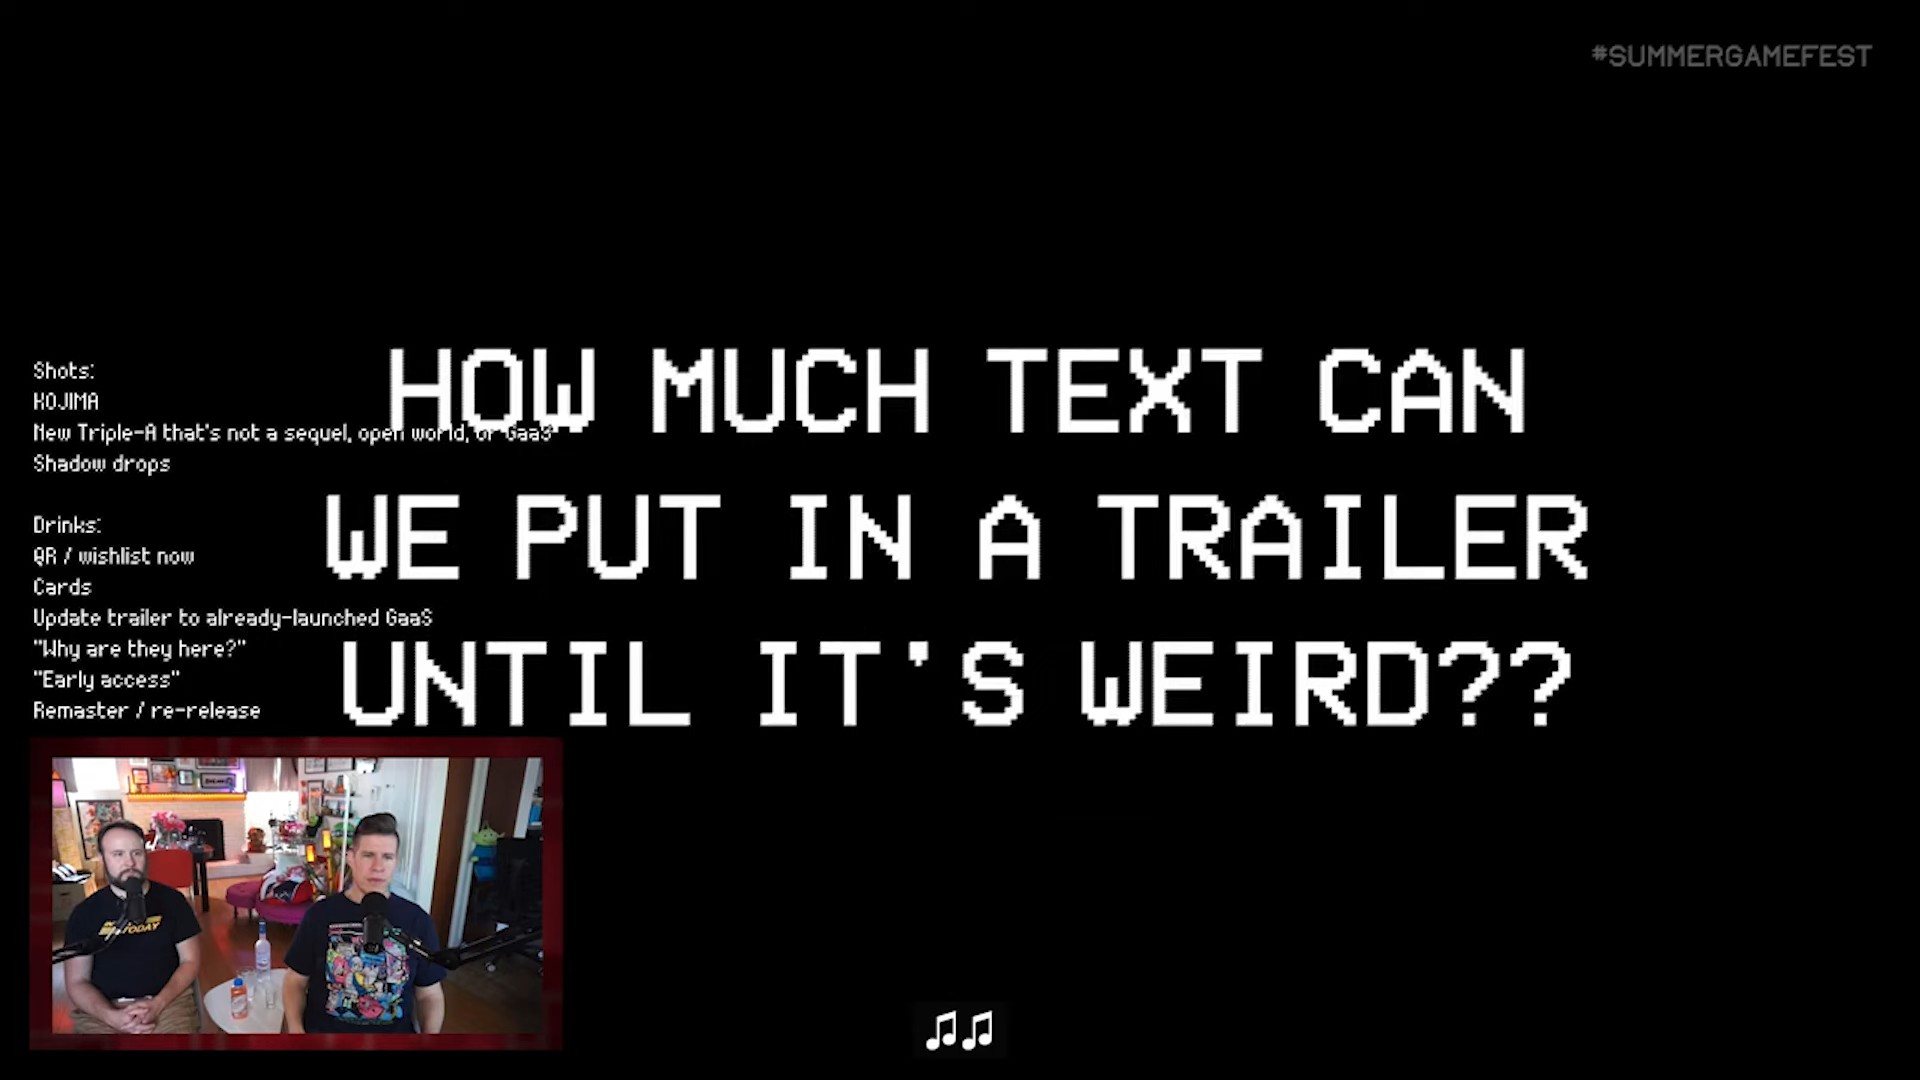 #SUMMERGAMEFEST
HOW MUCH TEXT CAN
WE PUT IN A TRAILER
UNTIL IT'S WEIRD??
Shots:
KOJIMA
New Triple-A that's not a sequel, open world, or GaaS
Shadow drops
Drinks:
QR / wishlist now
Cards
Update trailer to already-launched GaaS
"Why are they here?"
"Early access"
Remaster / re-release
TODAY